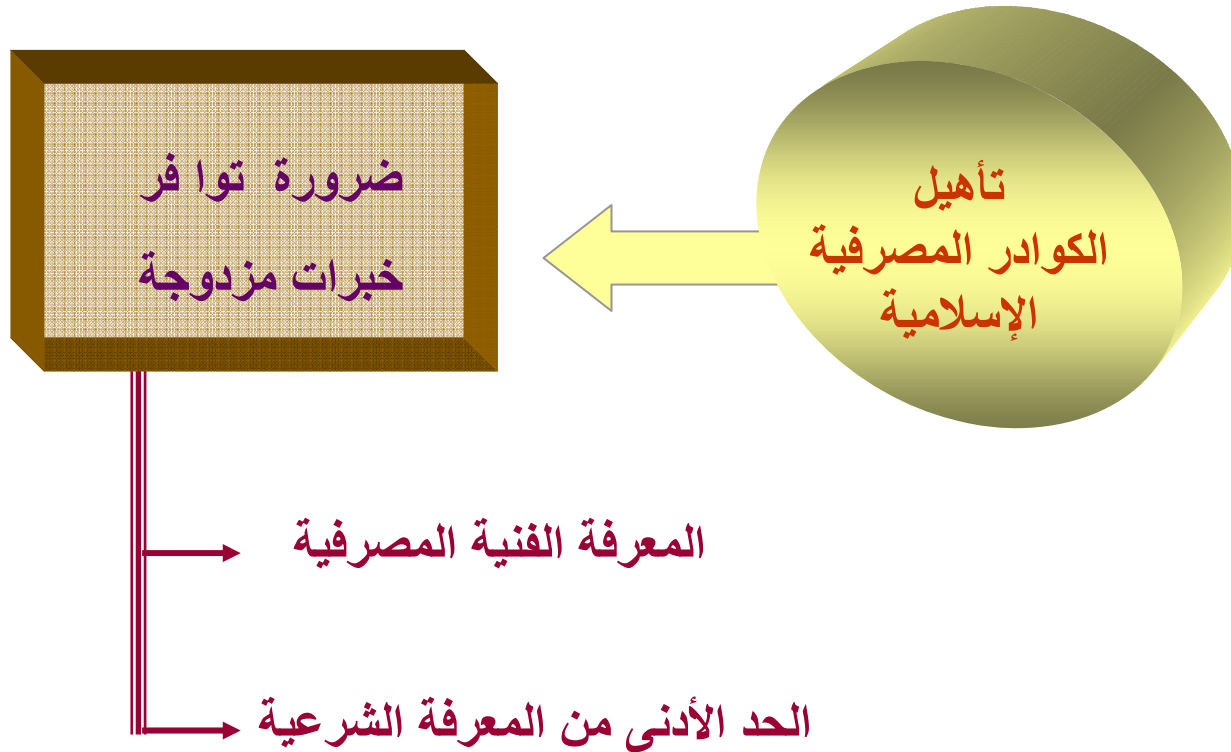 تأهيل
الكوادر المصرفية
الإسلامية
ضرورة توا فر
خبرات مزدوجة
المعرفة الفنية المصرفية
الحد الأدنى من المعرفة الشرعية